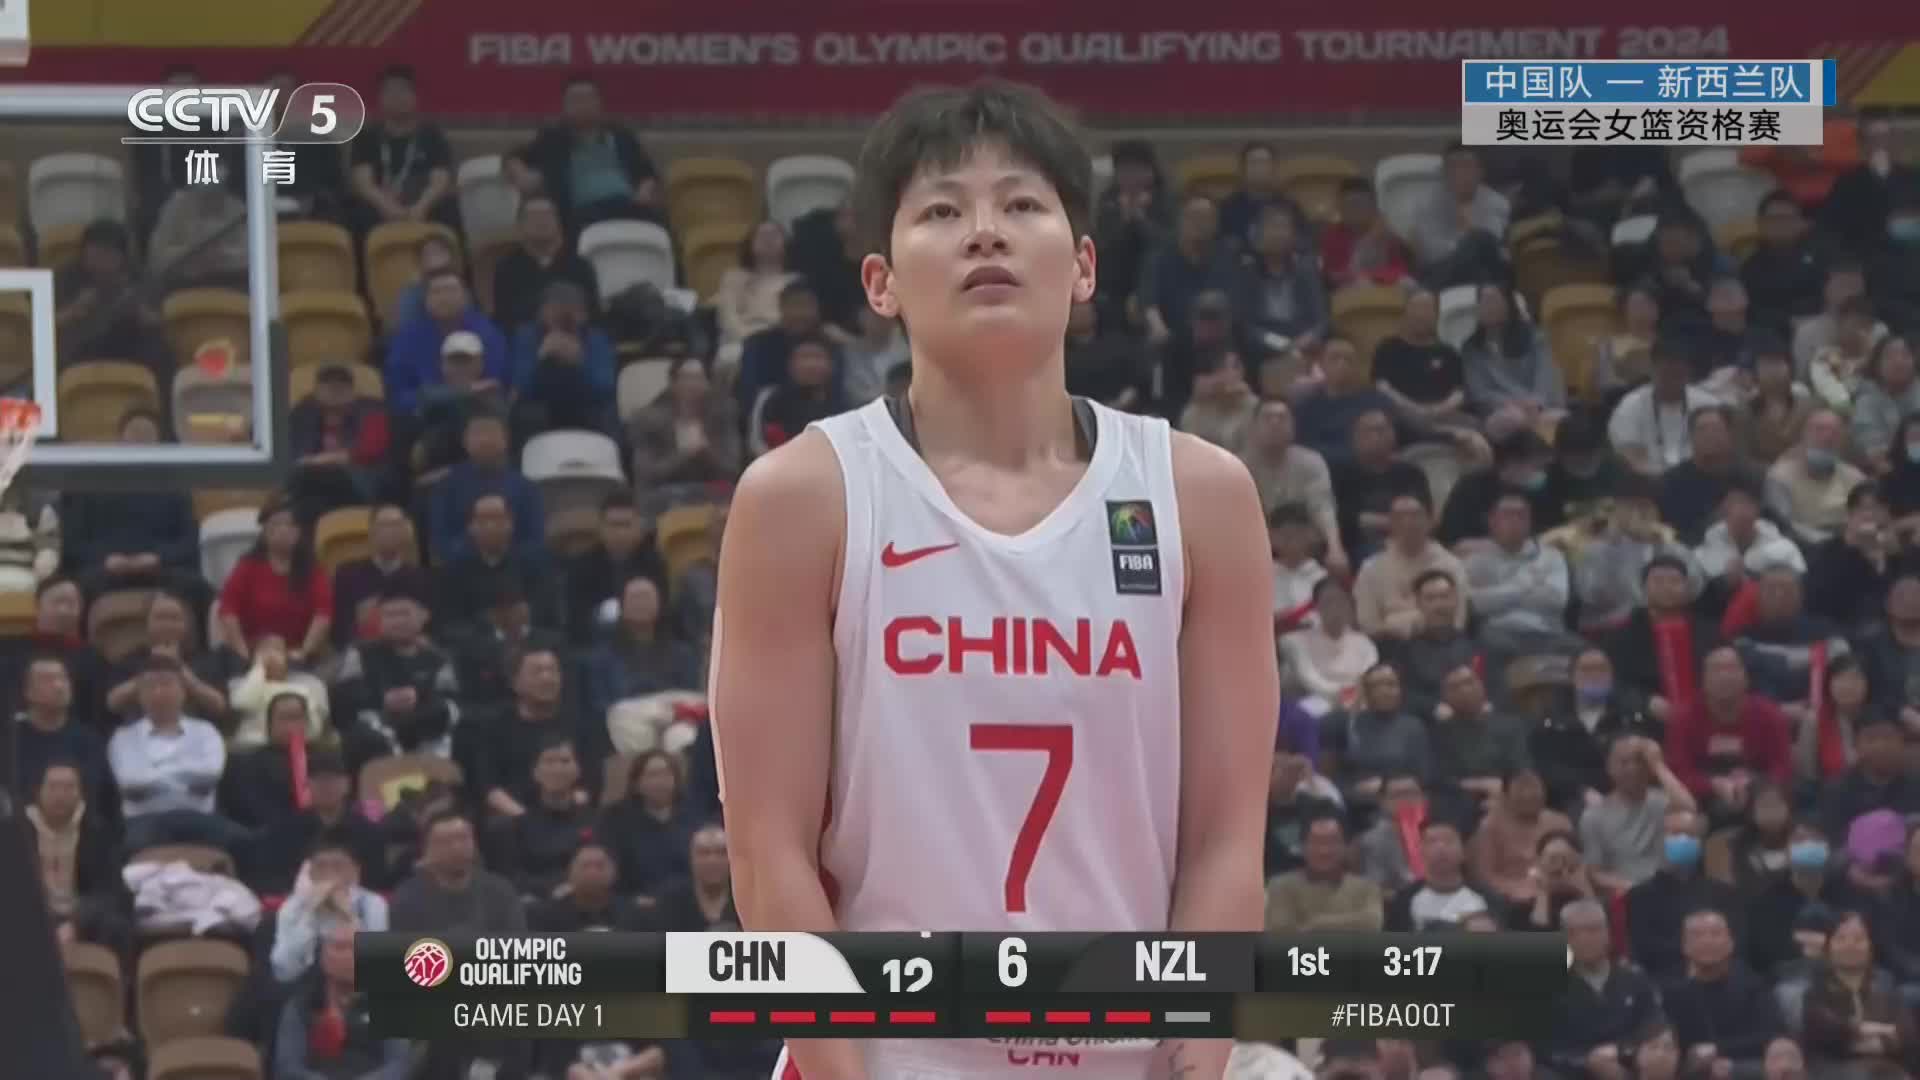 FIBA WOMEN'S OLYMPIC QUALIFYING TOURNAMENT 2024
CCTV 5
体育
中国队 — 新西兰队
奥运会女篮资格赛
FIBA
CHINA
7
OLYMPIC QUALIFYING
CHN 12 6 NZL 1st 3:17
GAME DAY 1
#FIBAOQT
CHN